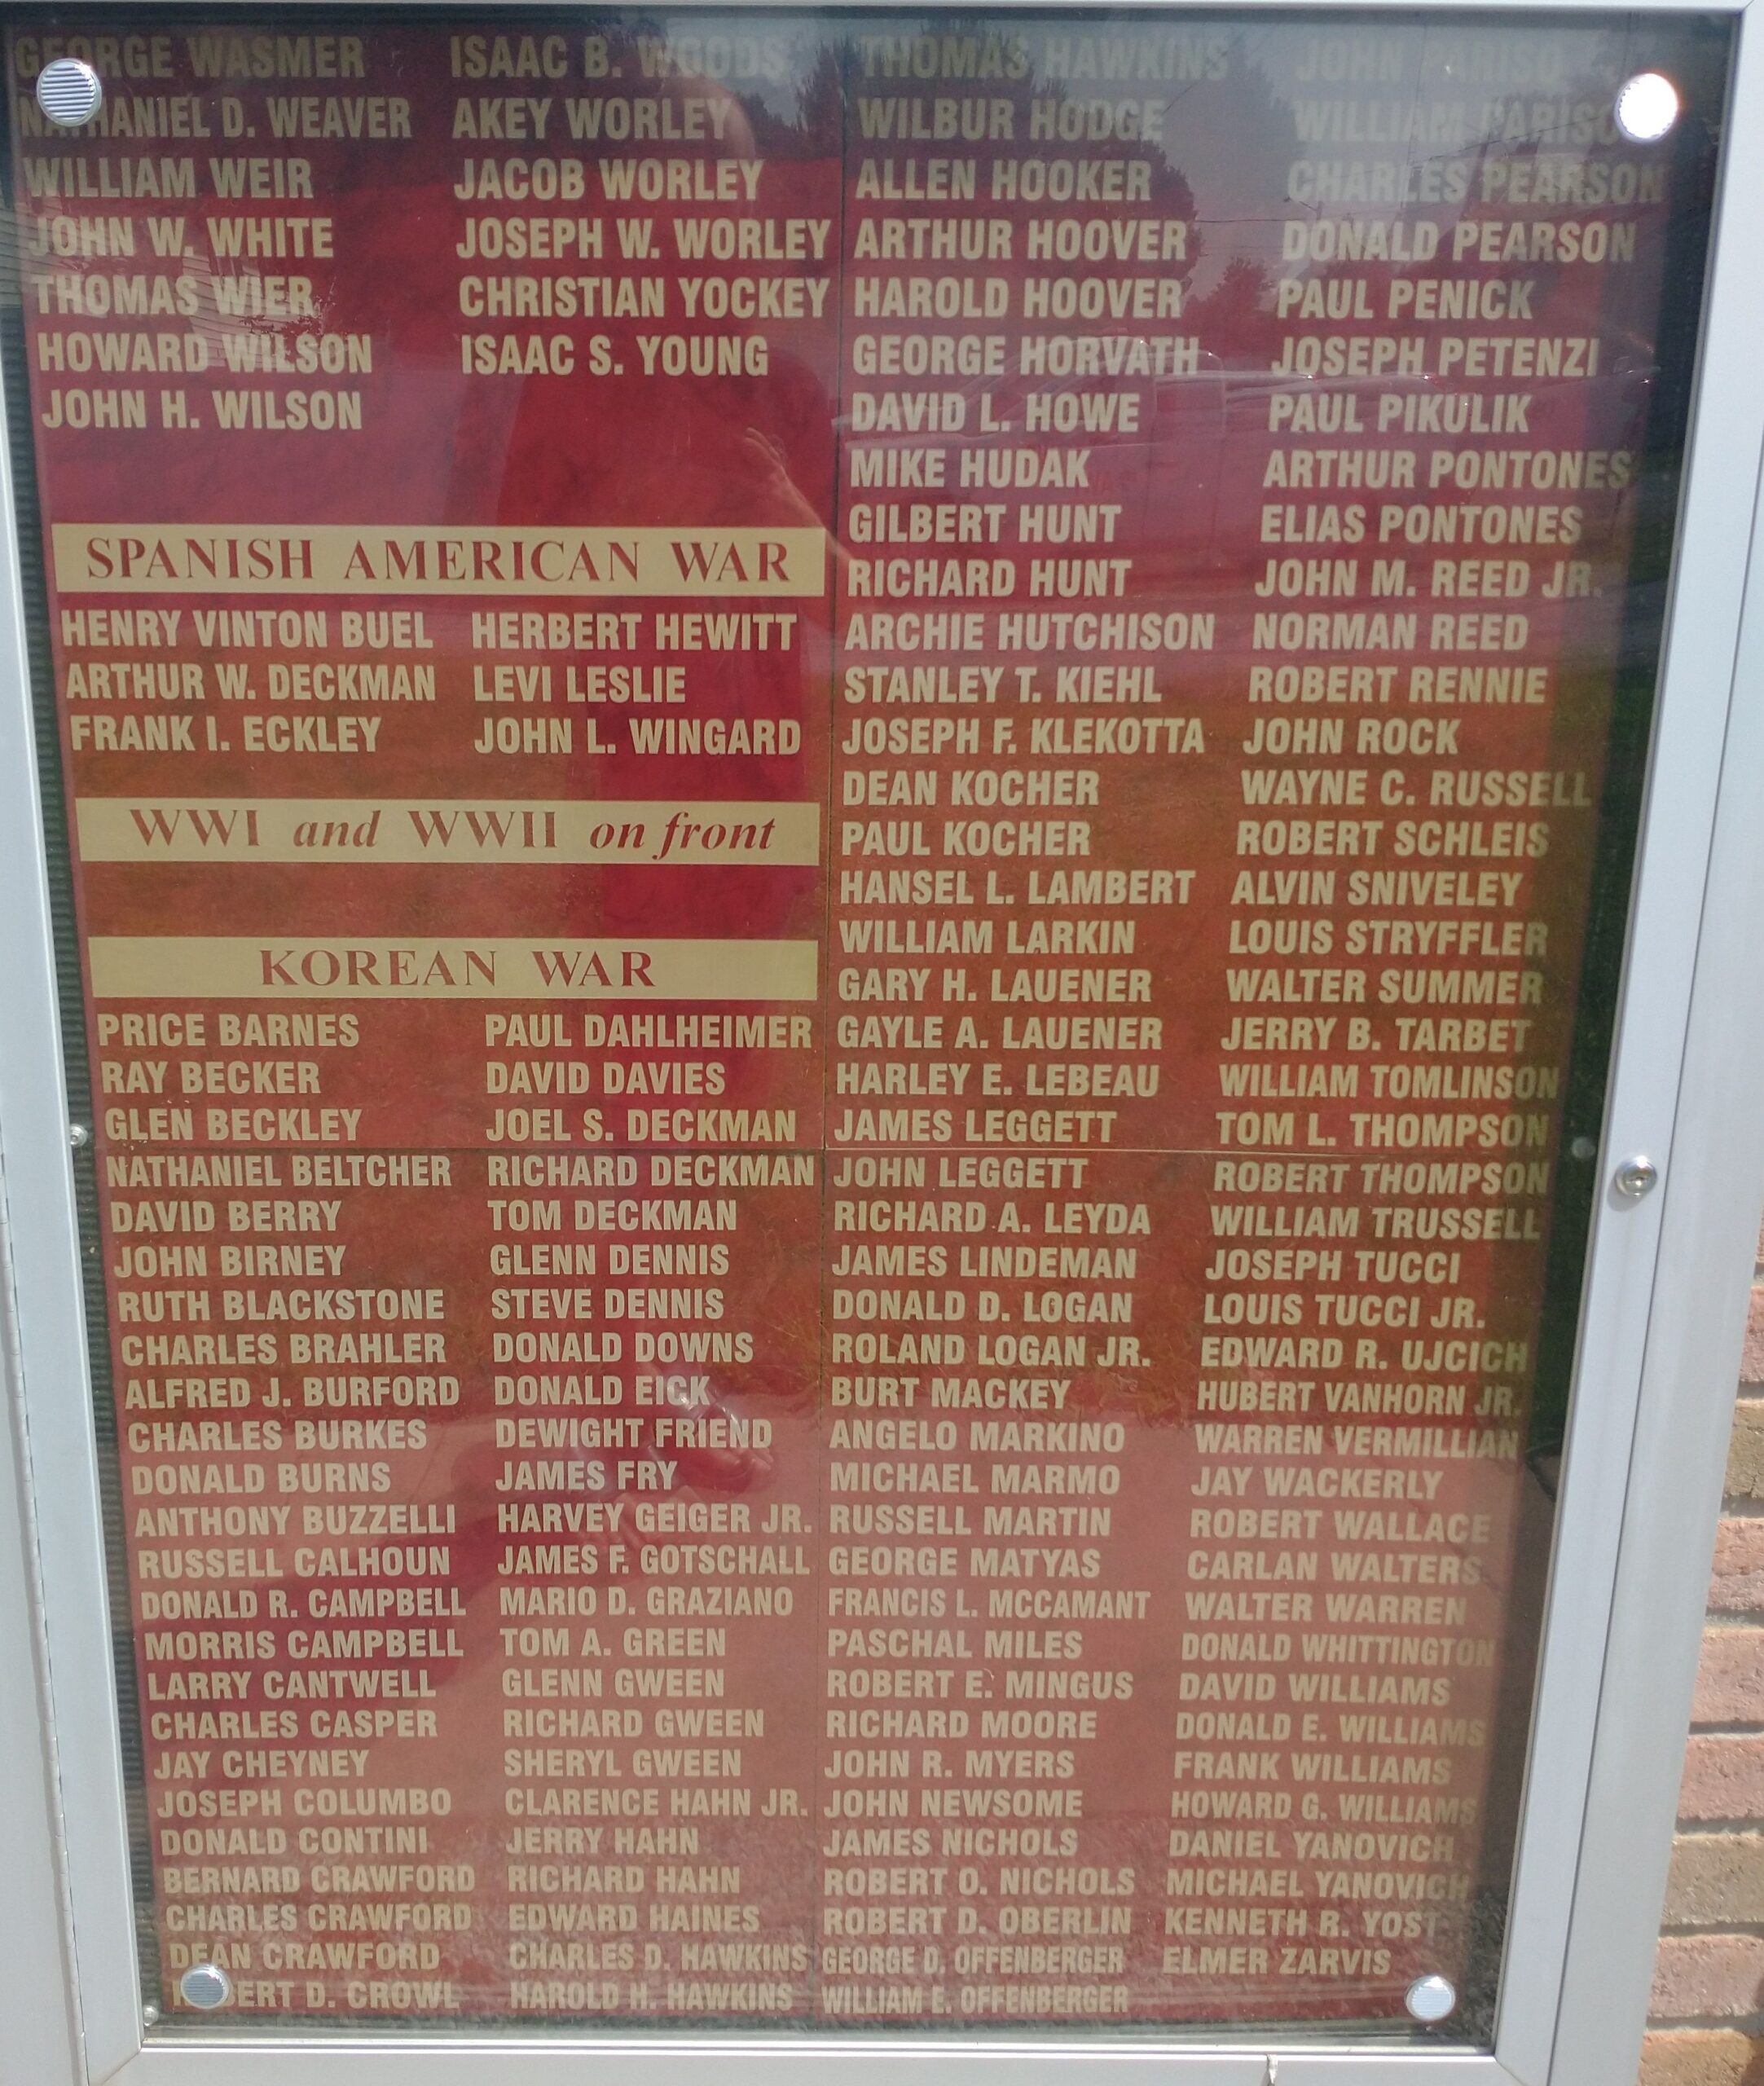 GEORGE WASMER
NATHANIEL D. WEAVER
WILLIAM WEIR
JOHN W. WHITE
THOMAS WIER
HOWARD WILSON
JOHN H. WILSON
ISAAC B. WOODS
AKEY WORLEY
JACOB WORLEY
JOSEPH W. WORLEY
CHRISTIAN YOCKEY
ISAAC S. YOUNG
SPANISH AMERICAN WAR
HENRY VINTON BUEL
ARTHUR W. DECKMAN
FRANK I. ECKLEY
HERBERT HEWITT
LEVI LESLIE
JOHN L. WINGARD
WWI and WWII on front
KOREAN WAR
PRICE BARNES
RAY BECKER
GLEN BECKLEY
NATHANIEL BELTCHER
DAVID BERRY
JOHN BIRNEY
RUTH BLACKSTONE
CHARLES BRAHLER
ALFRED J. BURFORD
CHARLES BURKES
DONALD BURNS
ANTHONY BUZZELLI
RUSSELL CALHOUN
DONALD R. CAMPBELL
MORRIS CAMPBELL
LARRY CANTWELL
CHARLES CASPER
JAY CHEYNEY
JOSEPH COLUMBO
DONALD CONTINI
BERNARD CRAWFORD
CHARLES CRAWFORD
DEAN CRAWFORD
ROBERT D. CROWL
PAUL DAHLHEIMER
DAVID DAVIES
JOEL S. DECKMAN
RICHARD DECKMAN
TOM DECKMAN
GLENN DENNIS
STEVE DENNIS
DONALD DOWNS
DONALD EICK
DEWIGHT FRIEND
JAMES FRY
HARVEY GEIGER JR.
JAMES F. GOTSCHALL
MARIO D. GRAZIANO
TOM A. GREEN
GLENN GWEEN
RICHARD GWEEN
SHERYL GWEEN
CLARENCE HAHN JR.
JERRY HAHN
RICHARD HAHN
EDWARD HAINES
CHARLES D. HAWKINS
HAROLD H. HAWKINS
THOMAS HAWKINS
WILBUR HODGE
ALLEN HOOKER
ARTHUR HOOVER
HAROLD HOOVER
GEORGE HORVATH
DAVID L. HOWE
MIKE HUDAK
GILBERT HUNT
RICHARD HUNT
ARCHIE HUTCHISON
STANLEY T. KIEHL
JOSEPH F. KLEKOTTA
DEAN KOCHER
PAUL KOCHER
HANSEL L. LAMBERT
WILLIAM LARKIN
GARY H. LAUENER
GAYLE A. LAUENER
HARLEY E. LEBEAU
JAMES LEGGETT
JOHN LEGGETT
RICHARD A. LEYDA
JAMES LINDEMAN
DONALD D. LOGAN
ROLAND LOGAN JR.
BURT MACKEY
ANGELO MARKINO
MICHAEL MARMO
RUSSELL MARTIN
GEORGE MATYAS
FRANCIS L. MCCAMANT
PASCHAL MILES
ROBERT E. MINGUS
RICHARD MOORE
JOHN R. MYERS
JOHN NEWSOME
JAMES NICHOLS
ROBERT O. NICHOLS
ROBERT D. OBERLIN
GEORGE D. OFFENBERGER
WILLIAM E. OFFENBERGER
JOHN PARISO
WILLIAM PARISO
CHARLES PEARSON
DONALD PEARSON
PAUL PENICK
JOSEPH PETENZI
PAUL PIKULIK
ARTHUR PONTONES
ELIAS PONTONES
JOHN M. REED JR.
NORMAN REED
ROBERT RENNIE
JOHN ROCK
WAYNE C. RUSSELL
ROBERT SCHLEIS
ALVIN SNIVELEY
LOUIS STRYFFLER
WALTER SUMMER
JERRY B. TARBET
WILLIAM TOMLINSON
TOM L. THOMPSON
ROBERT THOMPSON
WILLIAM TRUSSELL
JOSEPH TUCCI
LOUIS TUCCI JR.
EDWARD R. UJCICH
HUBERT VANHORN JR.
WARREN VERMILLIAN
JAY WACKERLY
ROBERT WALLACE
CARLAN WALTERS
WALTER WARREN
DONALD WHITTINGTON
DAVID WILLIAMS
DONALD E. WILLIAMS
FRANK WILLIAMS
HOWARD G. WILLIAMS
DANIEL YANOVICH
MICHAEL YANOVICH
KENNETH R. YOST
ELMER ZARVIS